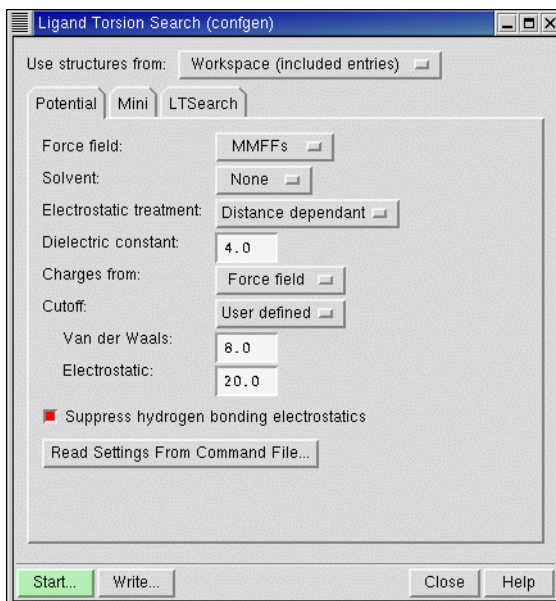 Ligand Torsion Search (confgen)
Use structures from: Workspace (included entries)
Potential Mini LTSearch
Force field: MMFFs
Solvent: None
Electrostatic treatment: Distance dependant
Dielectric constant: 4.0
Charges from: Force field
Cutoff: User defined
Van der Waals: 8.0
Electrostatic: 20.0
Suppress hydrogen bonding electrostatics
Read Settings From Command File...
Start... Write... Close Help